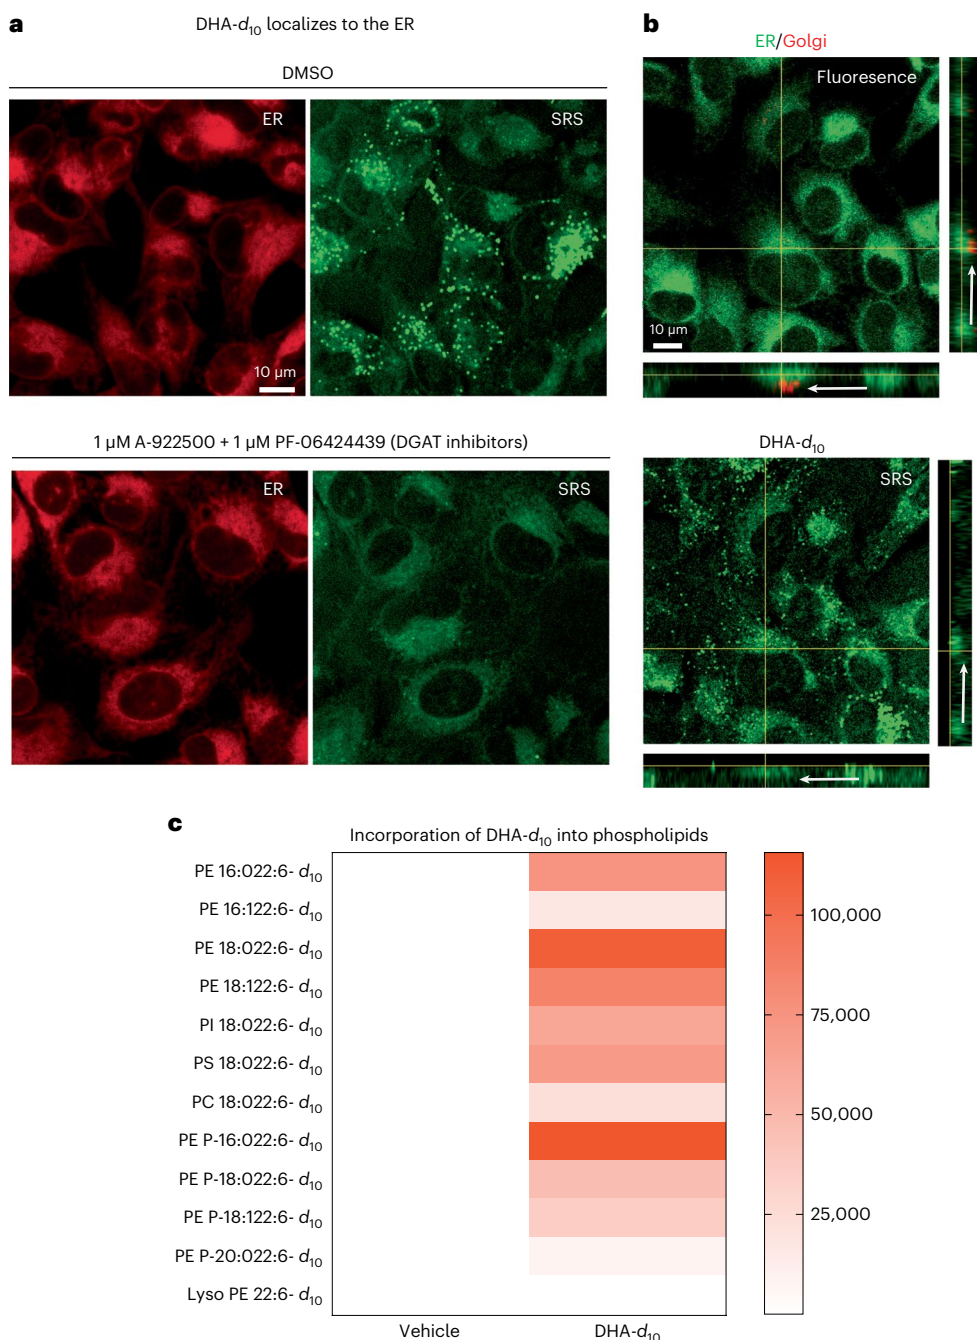 a
DHA-d10 localizes to the ER
DMSO
ER
SRS
10 µm
1 µM A-922500 + 1 µM PF-06424439 (DGAT inhibitors)
ER
SRS
b
ER/Golgi
Fluoresence
10 µm
DHA-d10
SRS
c
Incorporation of DHA-d10 into phospholipids
PE 16:022:6- d10
PE 16:122:6- d10
PE 18:022:6- d10
PE 18:122:6- d10
PI 18:022:6- d10
PS 18:022:6- d10
PC 18:022:6- d10
PE P-16:022:6- d10
PE P-18:022:6- d10
PE P-18:122:6- d10
PE P-20:022:6- d10
Lyso PE 22:6- d10
Vehicle
DHA-d10
100,000
75,000
50,000
25,000